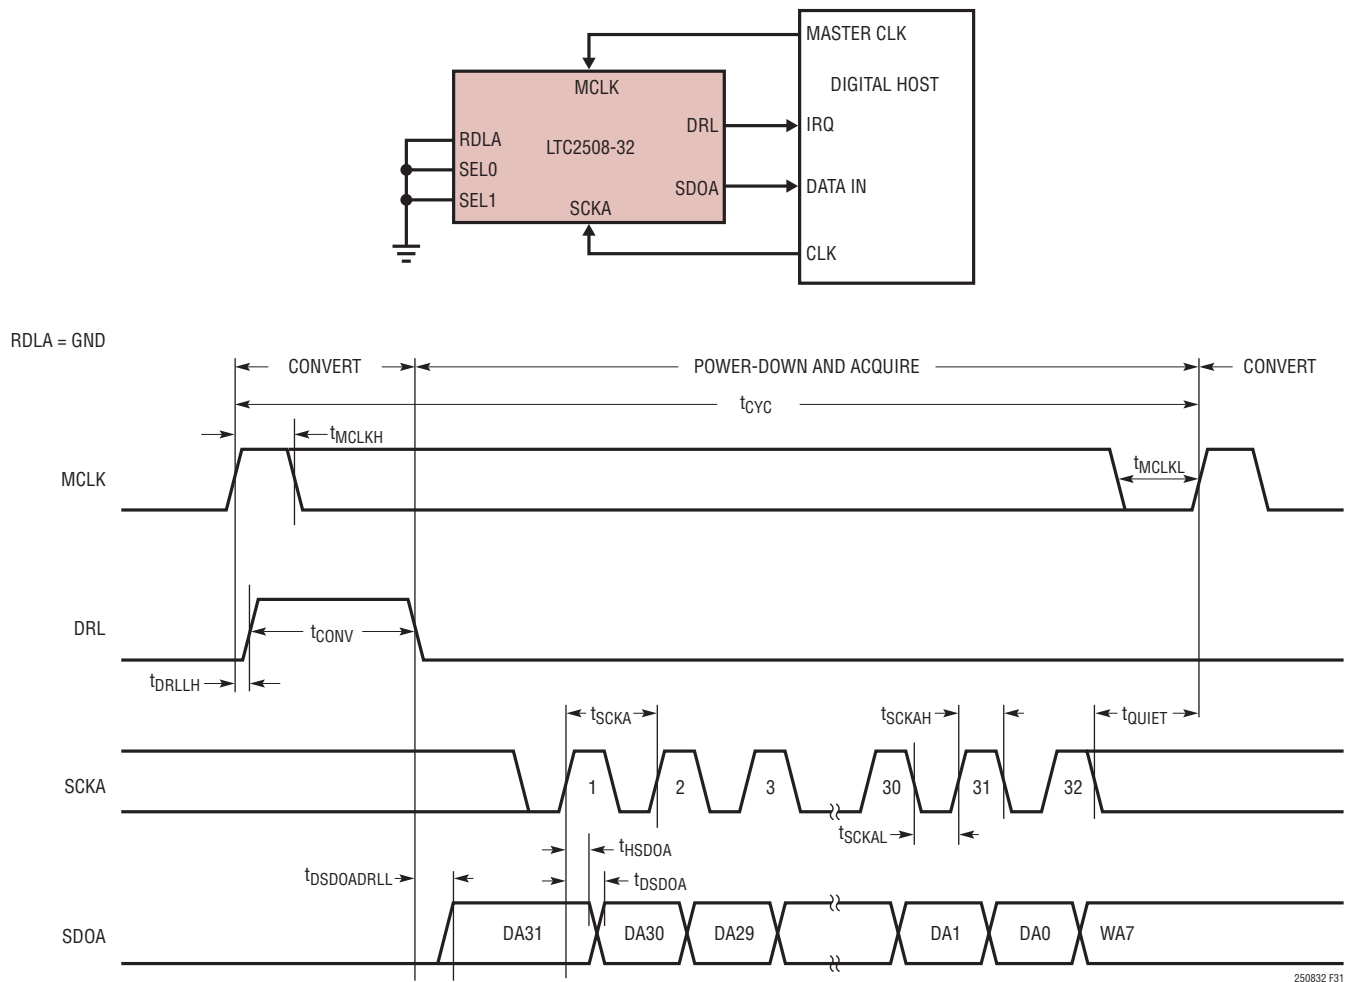 MASTER CLK
MCLK
DIGITAL HOST
DRL
IRQ
RDLA
LTC2508-32
SEL0
SDOA
DATA IN
SEL1
SCKA
CLK
RDLA = GND
CONVERT
POWER-DOWN AND ACQUIRE
CONVERT
tCYC
tMCLKH
MCLK
tMCLKL
DRL
tCONV
tDRLLH
tSCKA
tSCKAH
tQUIET
SCKA
1
2
3
30
31
32
tSCKAL
tHSDOA
tDSDOADRLL
tDSDOA
SDOA
DA31
DA30
DA29
DA1
DA0
WA7
250832 F31